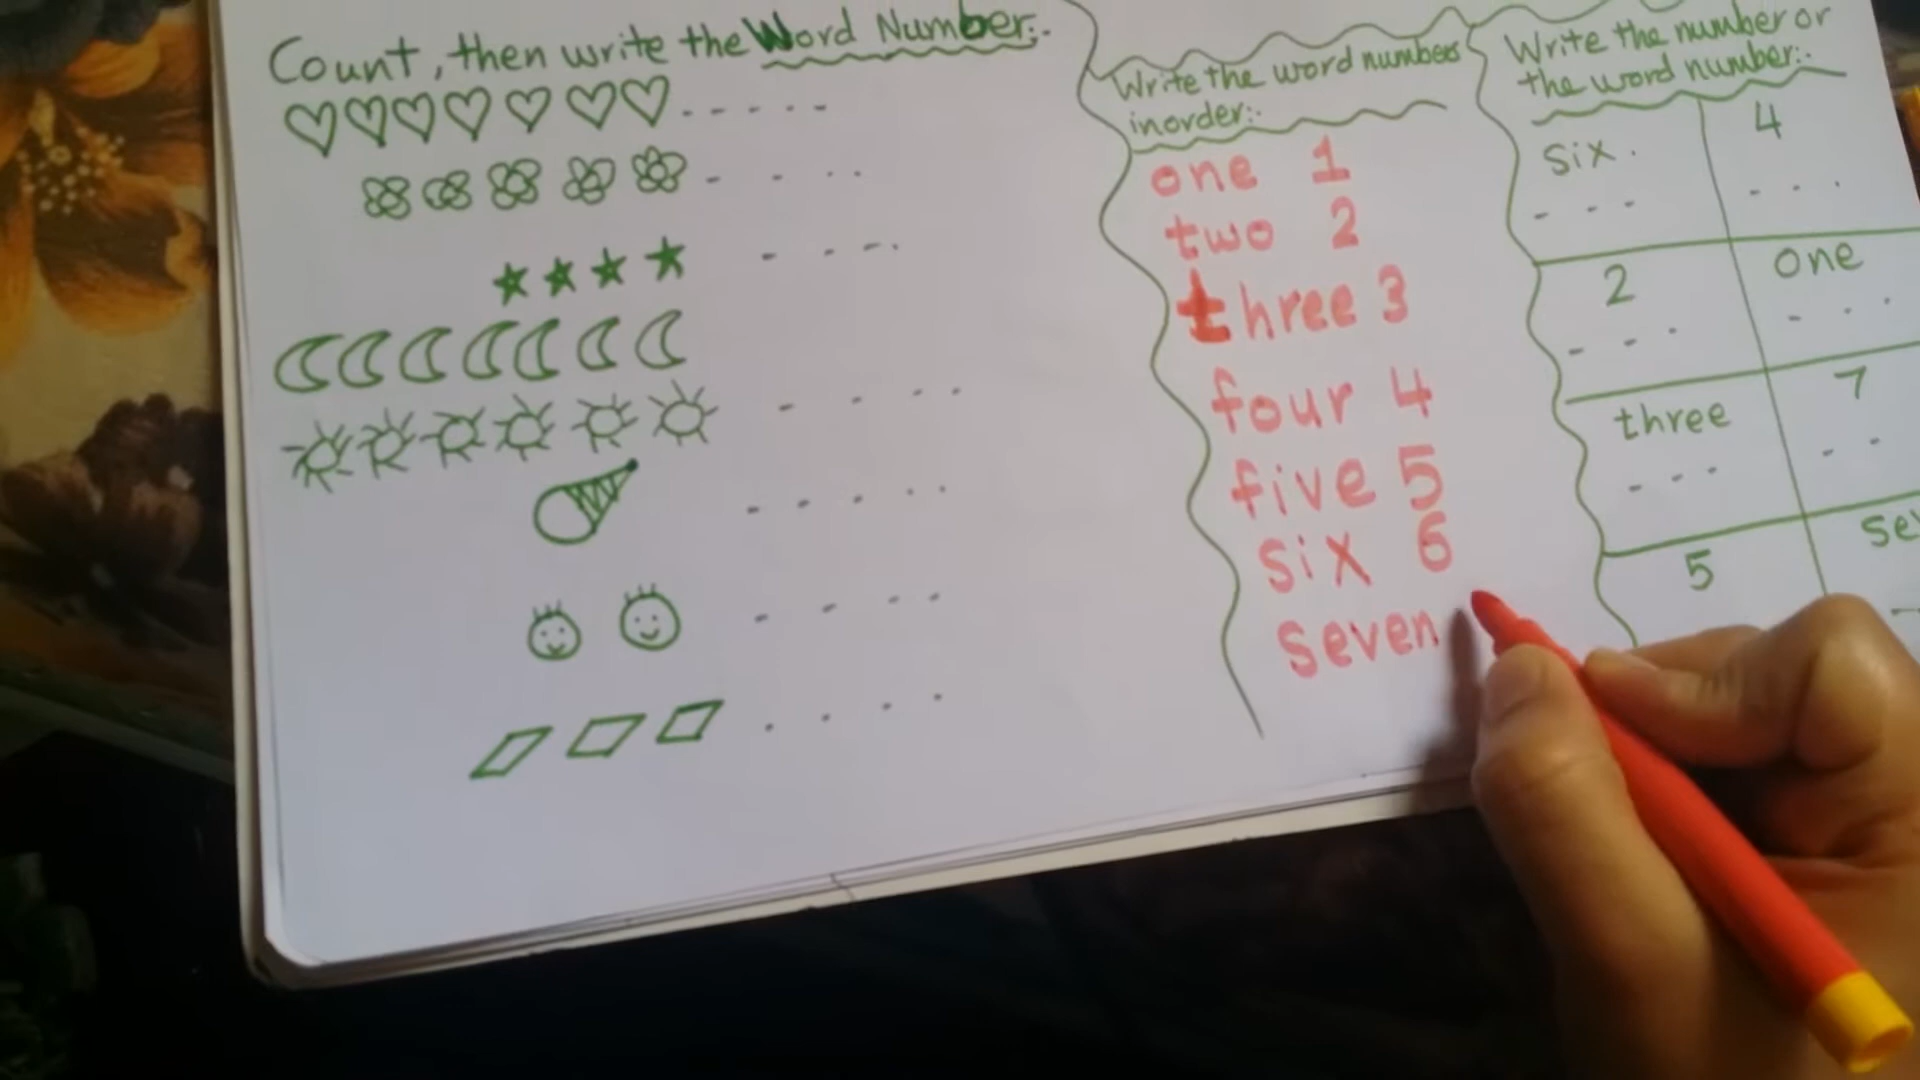 Count, then write the Word Number:-
Write the word numbers
inorder:-
one 1
two 2
three 3
four 4
five 5
six 6
seven
Write the number or
the word number:-
six
4
2
one
three
7
5